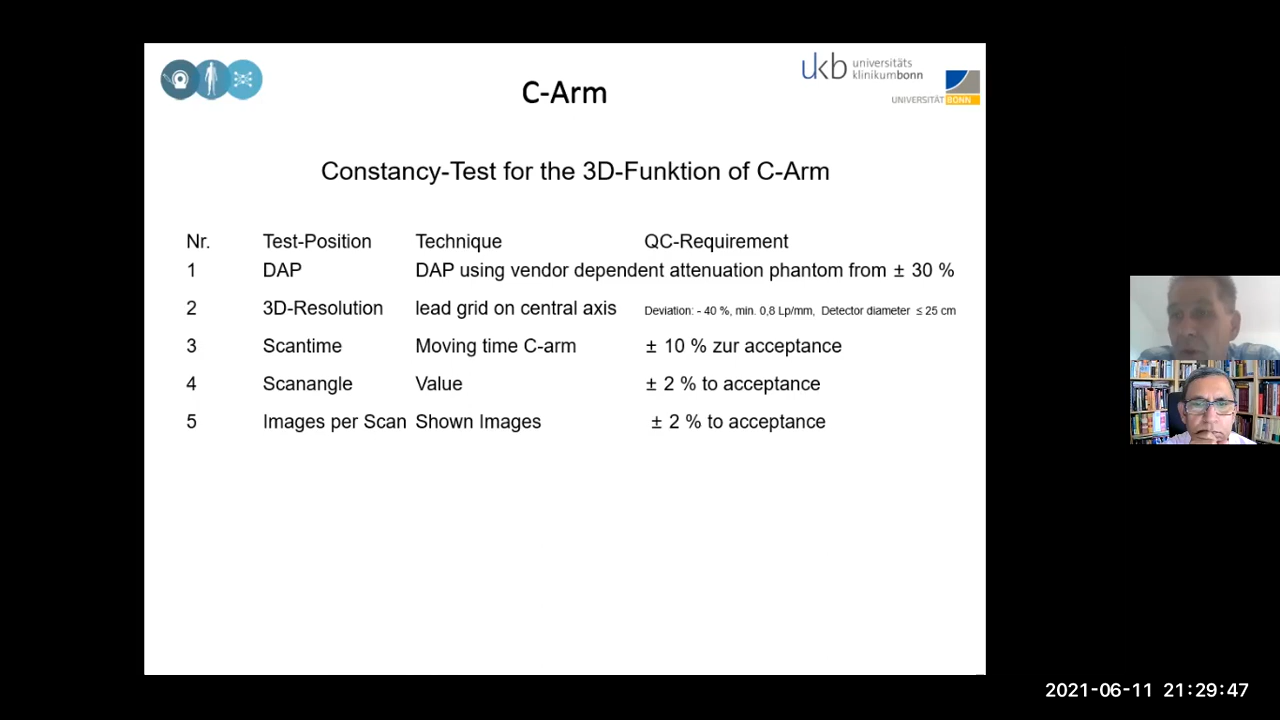 ukb universitäts
klinikumbonn
UNIVERSITÄT BONN
C-Arm
Constancy-Test for the 3D-Funktion of C-Arm
Nr. Test-Position Technique QC-Requirement
1 DAP DAP using vendor dependent attenuation phantom from ± 30 %
2 3D-Resolution lead grid on central axis Deviation: - 40 %, min. 0,8 Lp/mm, Detector diameter ≤ 25 cm
3 Scantime Moving time C-arm ± 10 % zur acceptance
4 Scanangle Value ± 2 % to acceptance
5 Images per Scan Shown Images ± 2 % to acceptance
2021-06-11 21:29:47